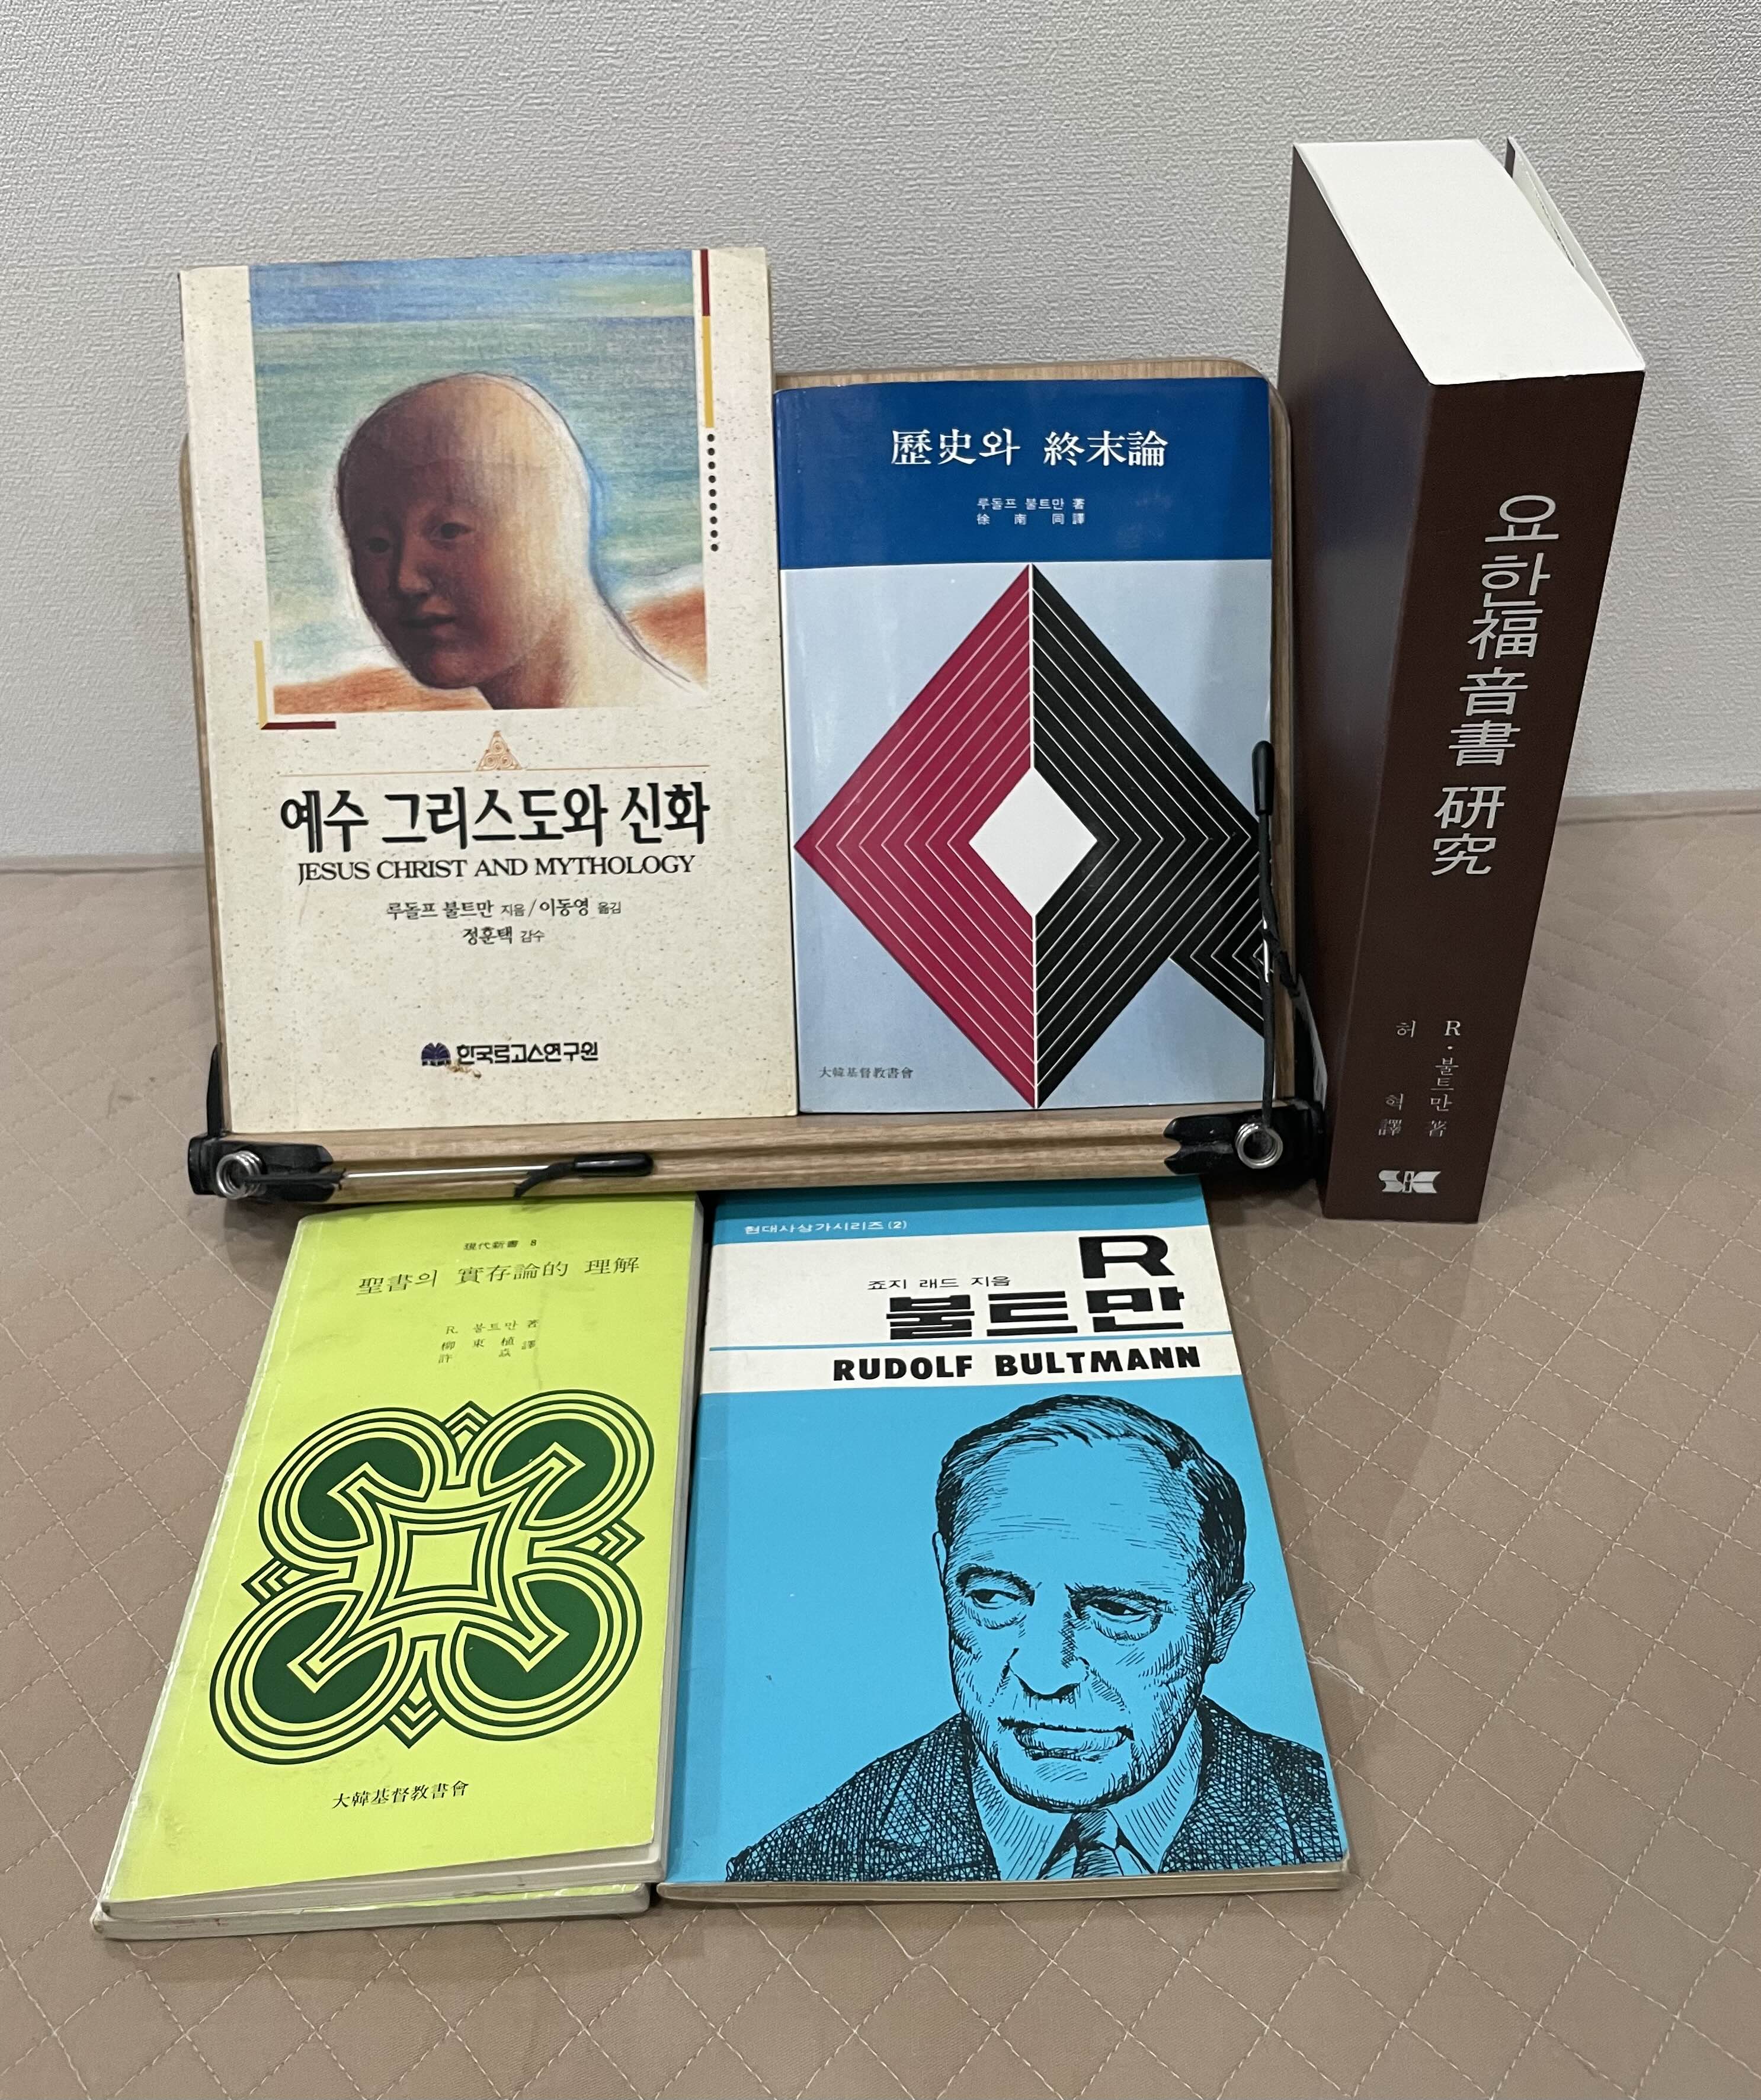 예수 그리스도와 신화
JESUS CHRIST AND MYTHOLOGY
루돌프 불트만 지음 / 이동영 옮김
정훈택 감수
한국로고스연구원
歷史와 終末論
루돌프 불트만 著
徐南同 譯
大韓基督敎書會
요한福音書 研究
R·불트만 著
허혁 譯
現代新書 8
聖書의 實存論的 理解
R. 불트만 著
柳東植 譯
許焱
大韓基督敎書會
현대사상가시리즈 (2)
R
죠지 래드 지음
불트만
RUDOLF BULTMANN